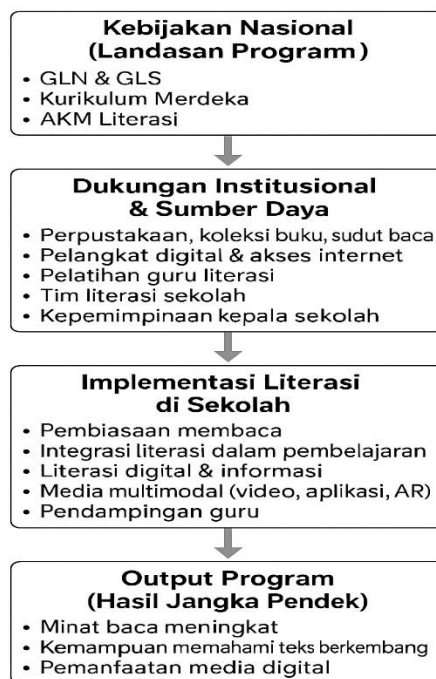 Kebijakan Nasional
(Landasan Program)
• GLN & GLS
• Kurikulum Merdeka
• AKM Literasi
Dukungan Institusional
& Sumber Daya
• Perpustakaan, koleksi buku, sudut baca
• Pelangkat digital & akses internet
• Pelatihan guru literasi
• Tim literasi sekolah
• Kepemimpinaan kepala sekolah
Implementasi Literasi
di Sekolah
• Pembiasaan membaca
• Integrasi literasi dalam pembelajaran
• Literasi digital & informasi
• Media multimodal (video, aplikasi, AR)
• Pendampingan guru
Output Program
(Hasil Jangka Pendek)
• Minat baca meningkat
• Kemampuan memahami teks berkembang
• Pemanfaatan media digital